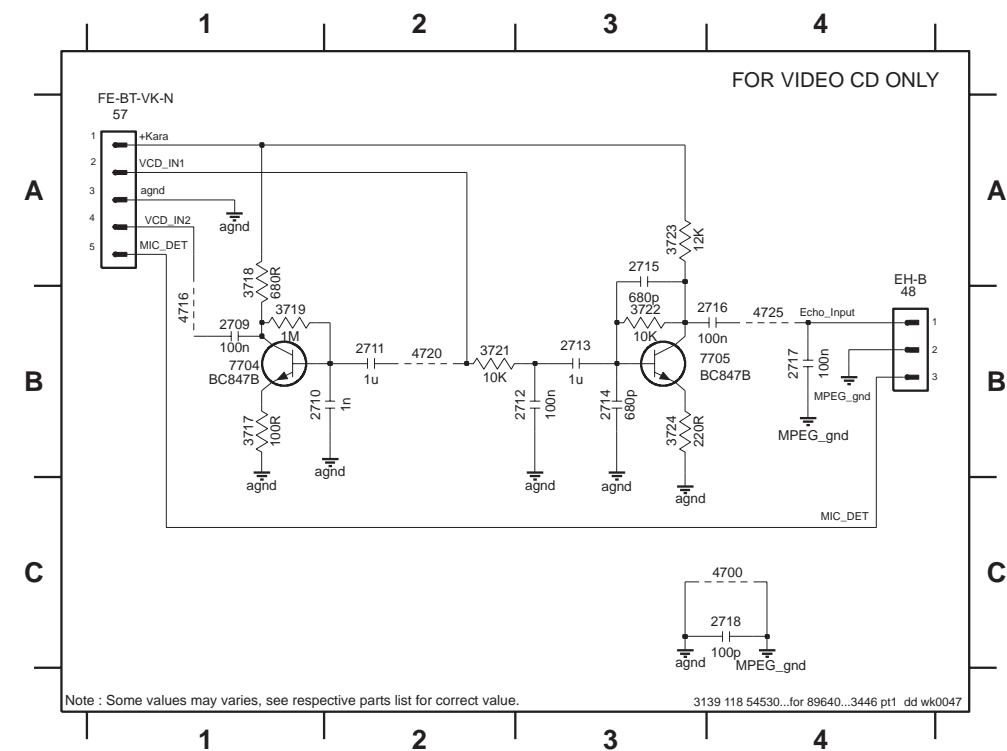 1 2 3 4
FOR VIDEO CD ONLY
FE-BT-VK-N
57
1 +Kara
2 VCD_IN1
A A
3 agnd
4 VCD_IN2
agnd
5 MIC_DET
3723
12K
3718
680R
2715
680p
EH-B
48
4716
3719
1M
3722
10K
2716
100n
4725
Echo_Input
1
2709
100n
7704
BC847B
2711
1u
4720
3721
10K
2713
1u
7705
BC847B
2717
100n
2
B B
3
MPEG_gnd
3717
100R
2710
1n
2712
100n
2714
680p
3724
220R
MPEG_gnd
agnd
agnd
agnd
agnd
agnd
MIC_DET
C C
4700
2718
100p
agnd
MPEG_gnd
Note : Some values may varies, see respective parts list for correct value.
3139 118 54530...for 89640...3446 pt1 dd wk0047
1 2 3 4